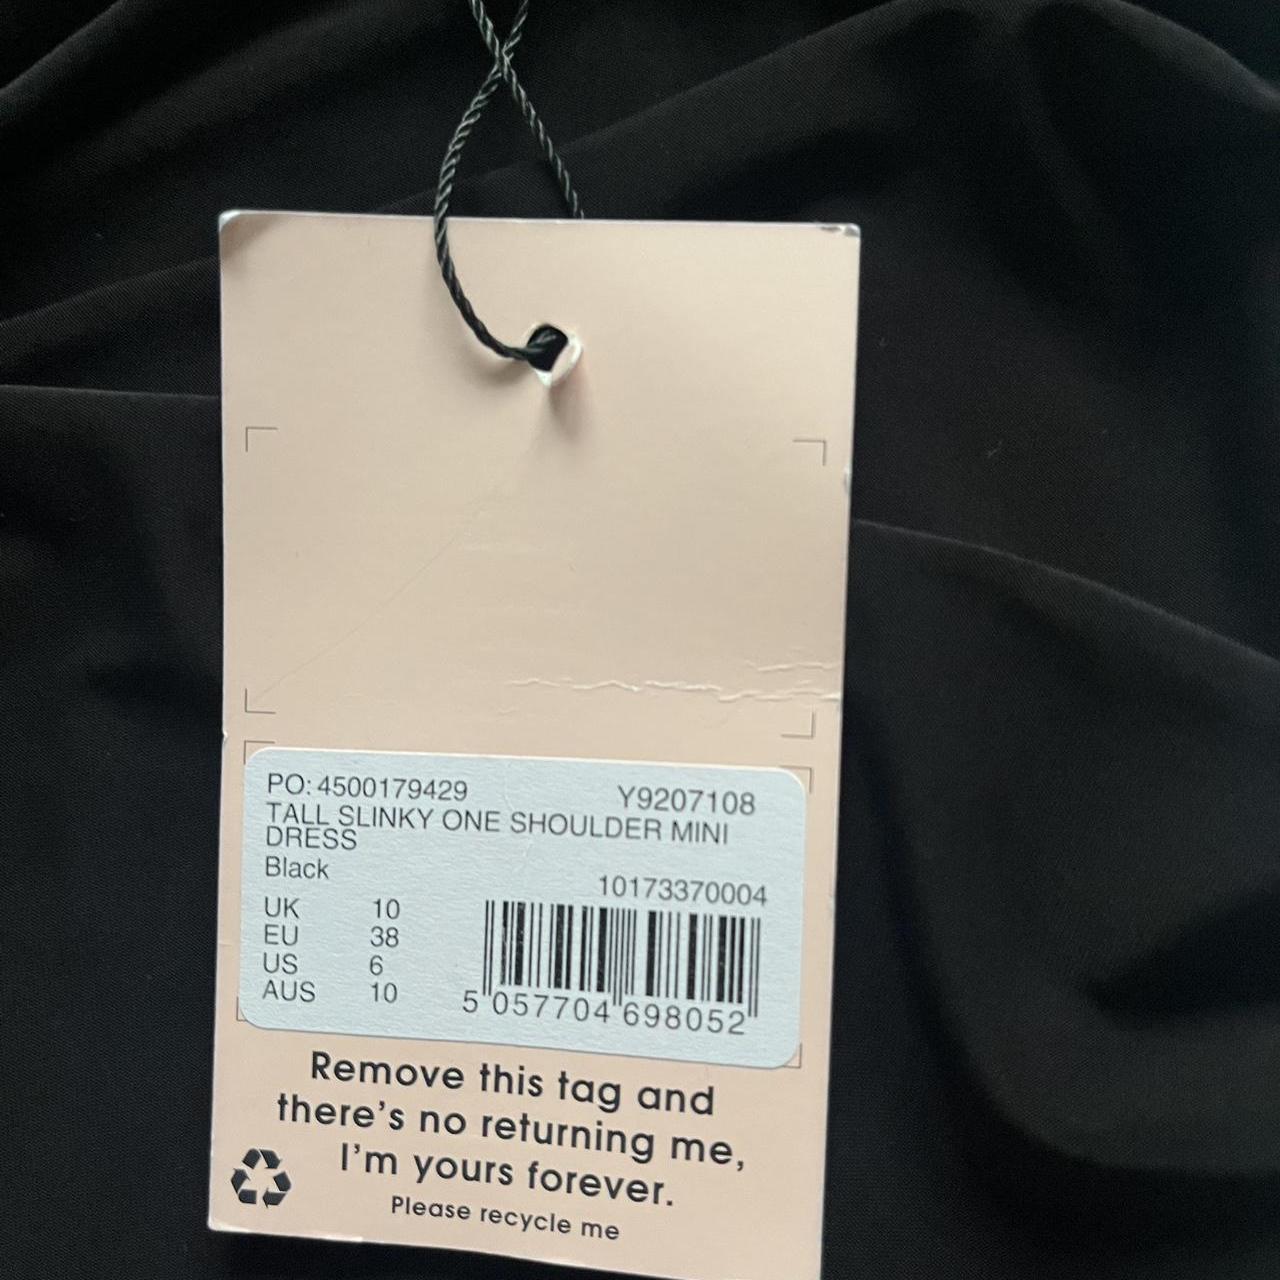 PO: 4500179429 Y9207108
TALL SLINKY ONE SHOULDER MINI
DRESS
Black
10173370004
UK 10
EU 38
US 6
AUS 10
5 057704 698052
Remove this tag and
there's no returning me,
I'm yours forever.
Please recycle me